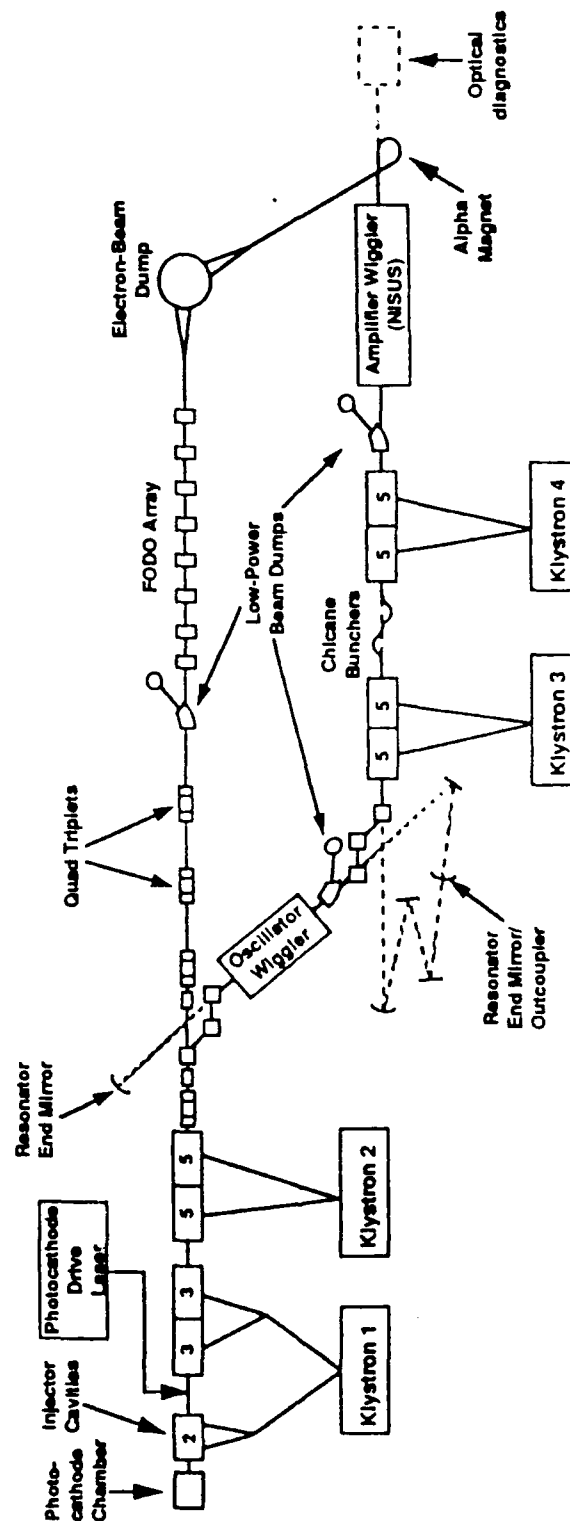 Photo-
cathode
Chamber
Injector
Cavities
Photocathode
Drive
Laser
2
3
3
5
5
Klystron 1
Klystron 2
Resonator
End Mirror
Quad Triplets
FODO Array
Electron-Beam
Dump
Oscillator
Wiggler
Low-Power
Beam Dumps
Resonator
End Mirror/
Outcoupler
5
5
Chicane
Bunchers
5
5
Klystron 3
Klystron 4
Amplifier Wiggler
(NISUS)
Alpha
Magnet
Optical
diagnostics